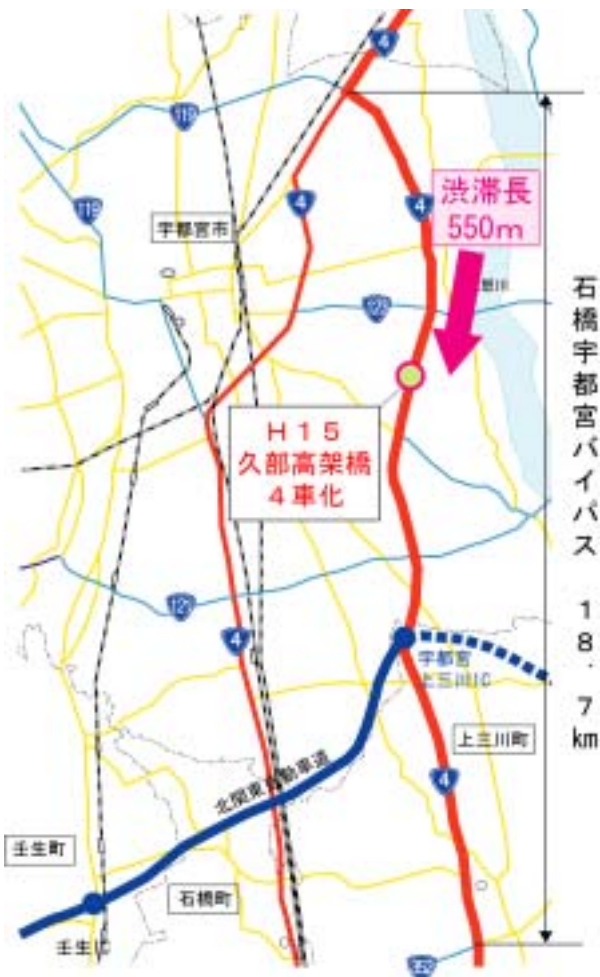 4
119
渋滞長
550m
4
4
119
宇都宮市
123
H15
久部高架橋
4車化
石橋宇都宮バイパス 18.7km
121
4
宇都宮
上三川IC
上三川町
4
北関東自動車道
壬生町
石橋町
壬生IC
352